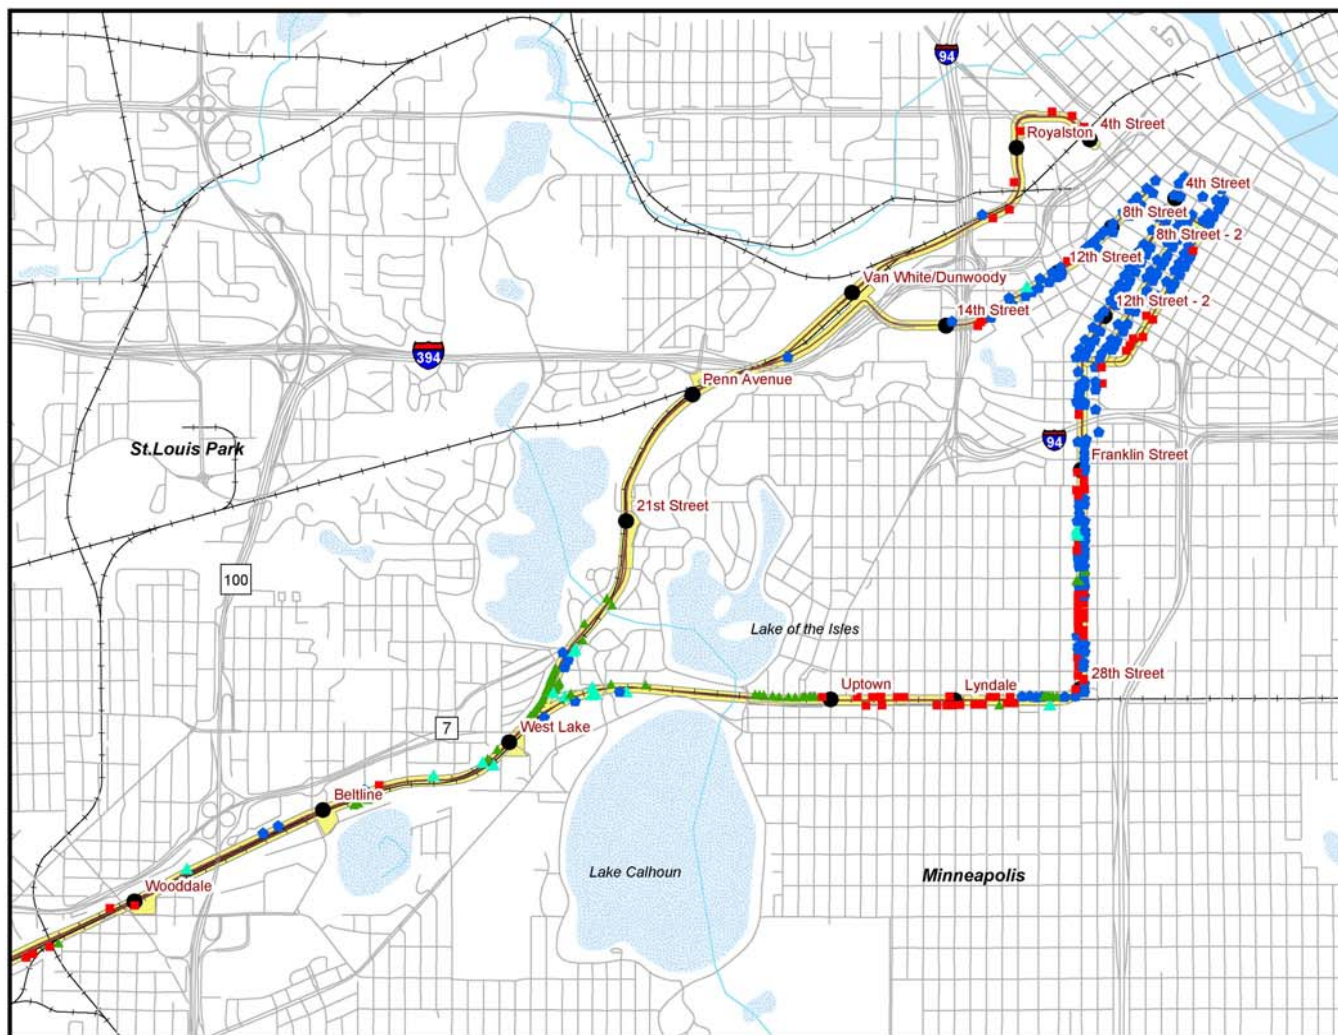 94
4th Street
Royalston
4th Street
8th Street
8th Street - 2
12th Street
Van White/Dunwoody
12th Street - 2
14th Street
394
Penn Avenue
94
St.Louis Park
Franklin Street
21st Street
100
Lake of the Isles
28th Street
Uptown
Lyndale
7
West Lake
Beltline
Lake Calhoun
Minneapolis
Wooddale